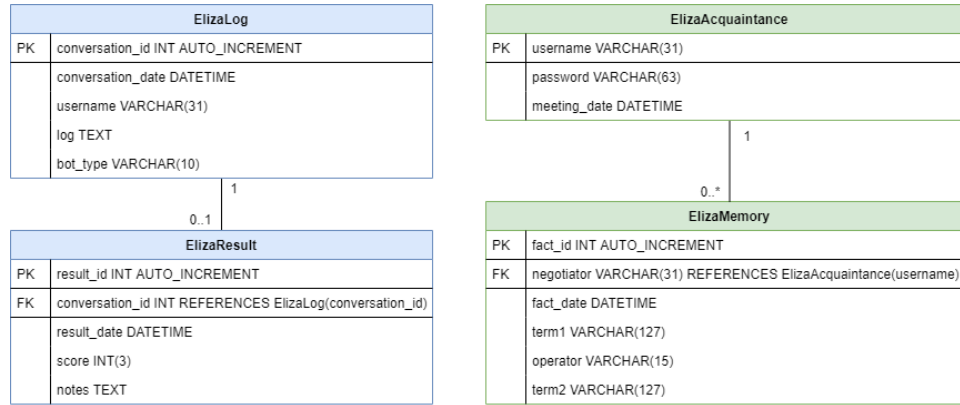 ElizaLog
PK conversation_id INT AUTO_INCREMENT
conversation_date DATETIME
username VARCHAR(31)
log TEXT
bot_type VARCHAR(10)
1
0..1
ElizaResult
PK result_id INT AUTO_INCREMENT
FK conversation_id INT REFERENCES ElizaLog(conversation_id)
result_date DATETIME
score INT(3)
notes TEXT
ElizaAcquaintance
PK username VARCHAR(31)
password VARCHAR(63)
meeting_date DATETIME
1
0..*
ElizaMemory
PK fact_id INT AUTO_INCREMENT
FK negotiator VARCHAR(31) REFERENCES ElizaAcquaintance(username)
fact_date DATETIME
term1 VARCHAR(127)
operator VARCHAR(15)
term2 VARCHAR(127)